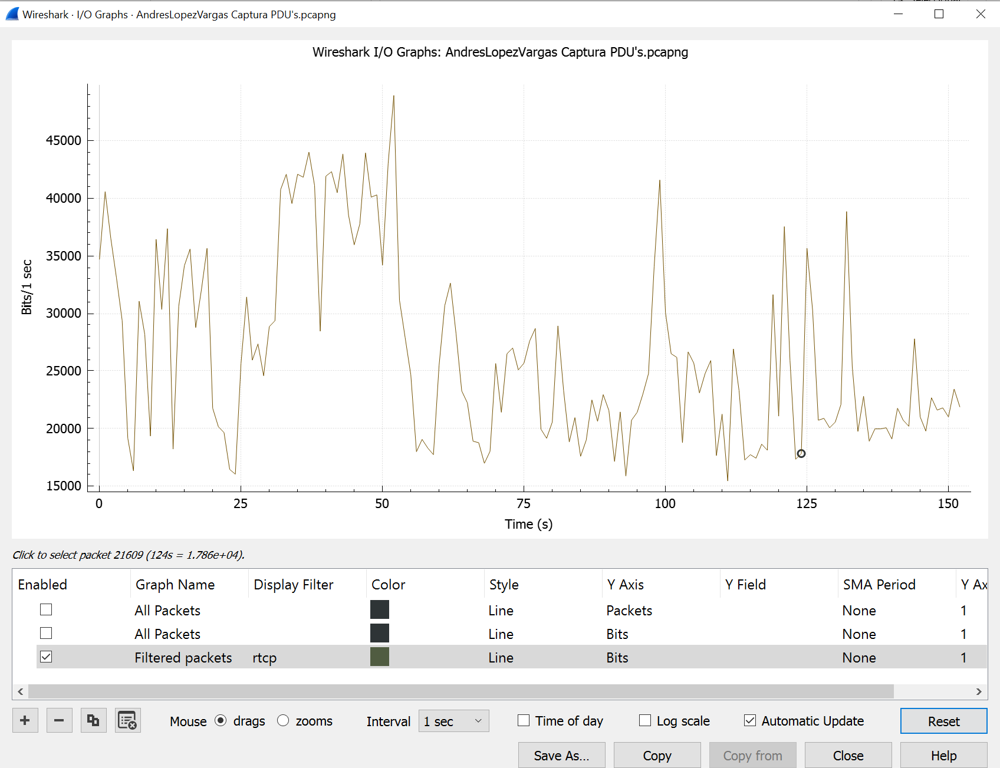 Wireshark · I/O Graphs · AndresLopezVargas Captura PDU's.pcapng
Wireshark I/O Graphs: AndresLopezVargas Captura PDU's.pcapng
45000
40000
35000
30000
25000
20000
15000
Bits/1 sec
0 25 50 75 100 125 150
Time (s)
Click to select packet 21609 (124s = 1.786e+04).
Enabled Graph Name Display Filter Color Style Y Axis Y Field SMA Period Y Ax
All Packets Line Packets None 1
All Packets Line Bits None 1
Filtered packets rtcp Line Bits None 1
Mouse drags zooms Interval 1 sec Time of day Log scale Automatic Update Reset
Save As... Copy Copy from Close Help